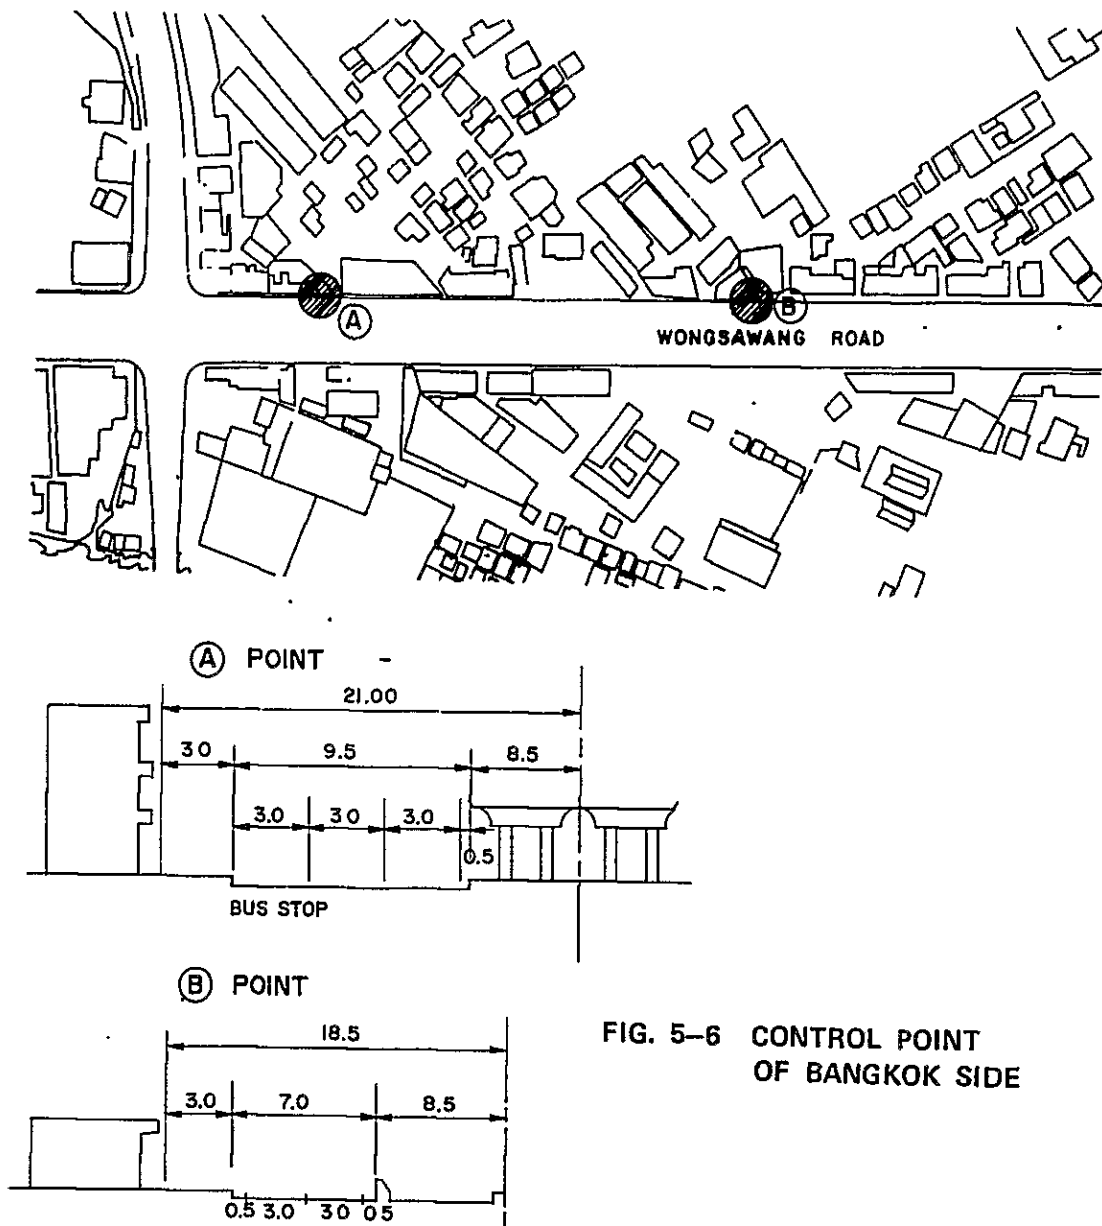 A
B
WONGSAWANG ROAD
A POINT
21.00
30 9.5 8.5
3.0 30 3.0
0.5
BUS STOP
B POINT
18.5
3.0 7.0 8.5
0.5 3.0 30 0.5
FIG. 5–6 CONTROL POINT
OF BANGKOK SIDE